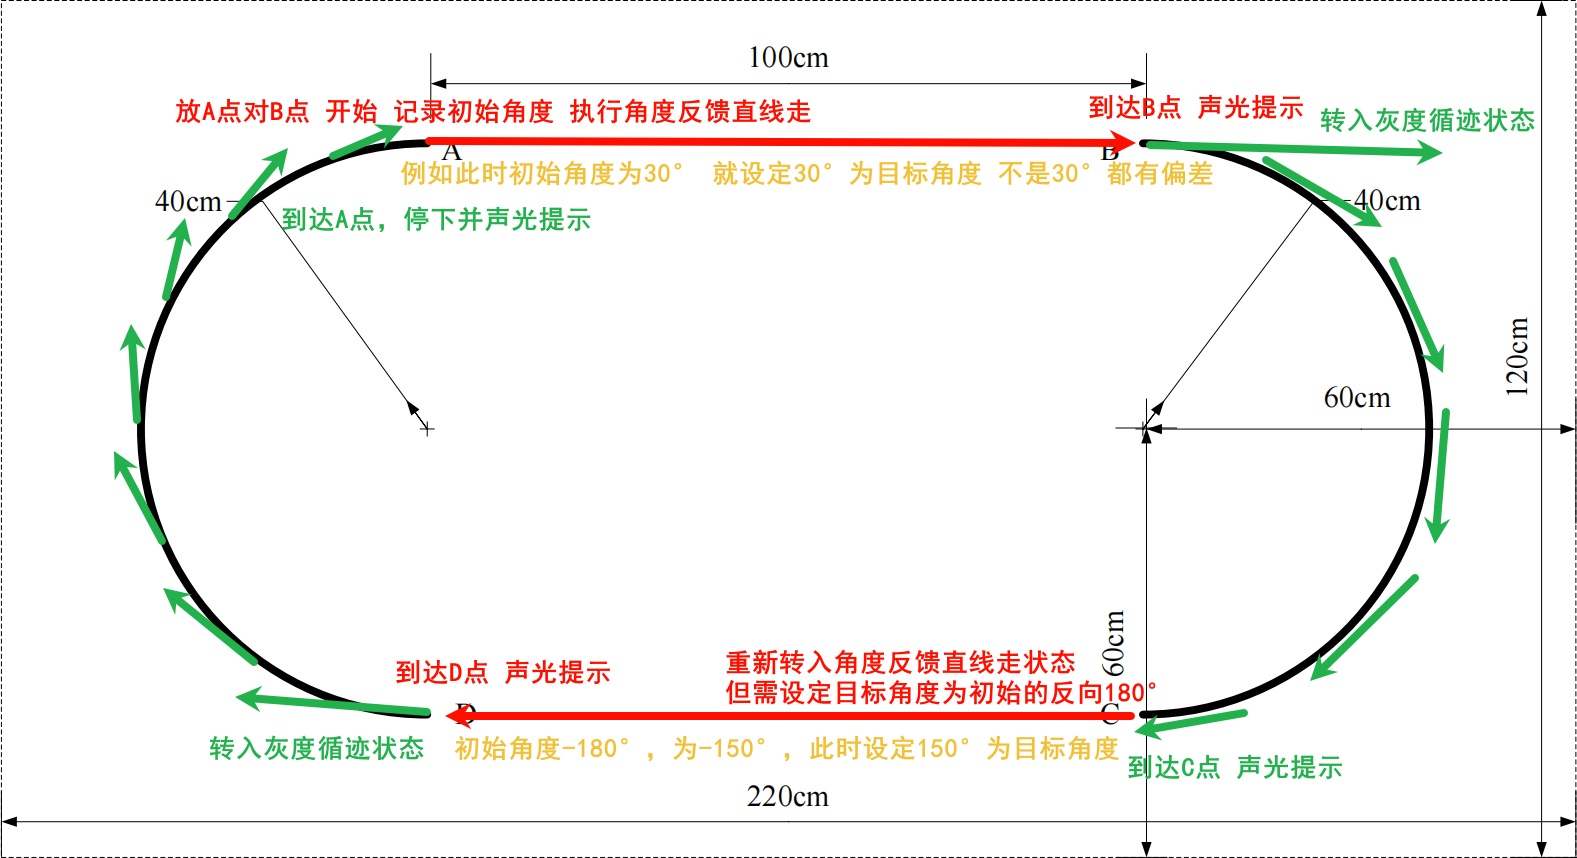 100cm
放A点对B点 开始 记录初始角度 执行角度反馈直线走
到达B点 声光提示
转入灰度循迹状态
A
B
例如此时初始角度为30° 就设定30°为目标角度 不是30°都有偏差
40cm
40cm
到达A点，停下并声光提示
120cm
60cm
60cm
重新转入角度反馈直线走状态
但需设定目标角度为初始的反向180°
到达D点 声光提示
D
C
转入灰度循迹状态
初始角度-180°，为-150°，此时设定150°为目标角度
到达C点 声光提示
220cm